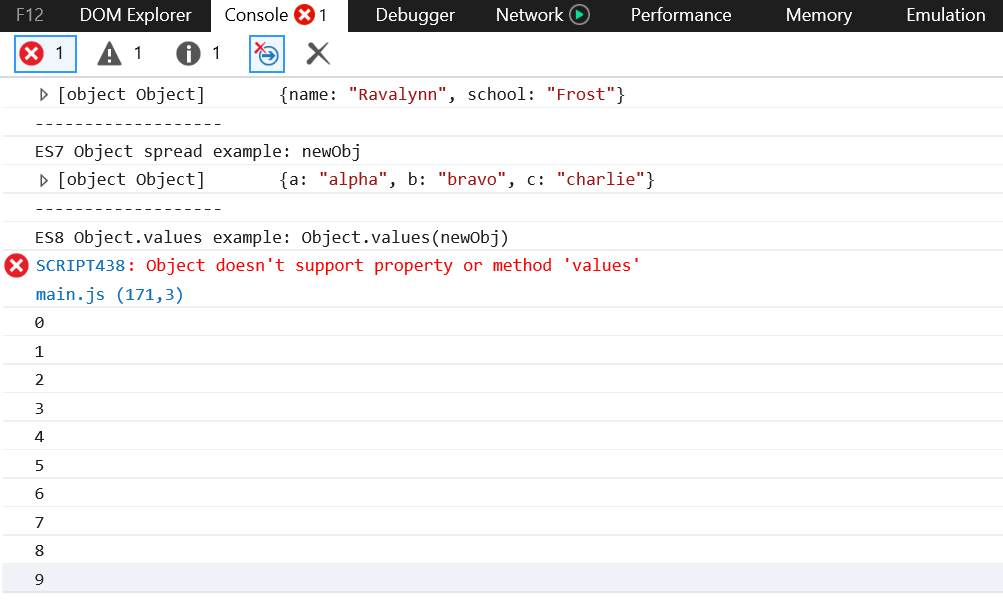 F12 DOM Explorer Console 1 Debugger Network Performance Memory Emulation
1 1 1
[object Object] {name: "Ravalynn", school: "Frost"}
-------------------
ES7 Object spread example: newObj
[object Object] {a: "alpha", b: "bravo", c: "charlie"}
-------------------
ES8 Object.values example: Object.values(newObj)
SCRIPT438: Object doesn't support property or method 'values'
main.js (171,3)
0
1
2
3
4
5
6
7
8
9